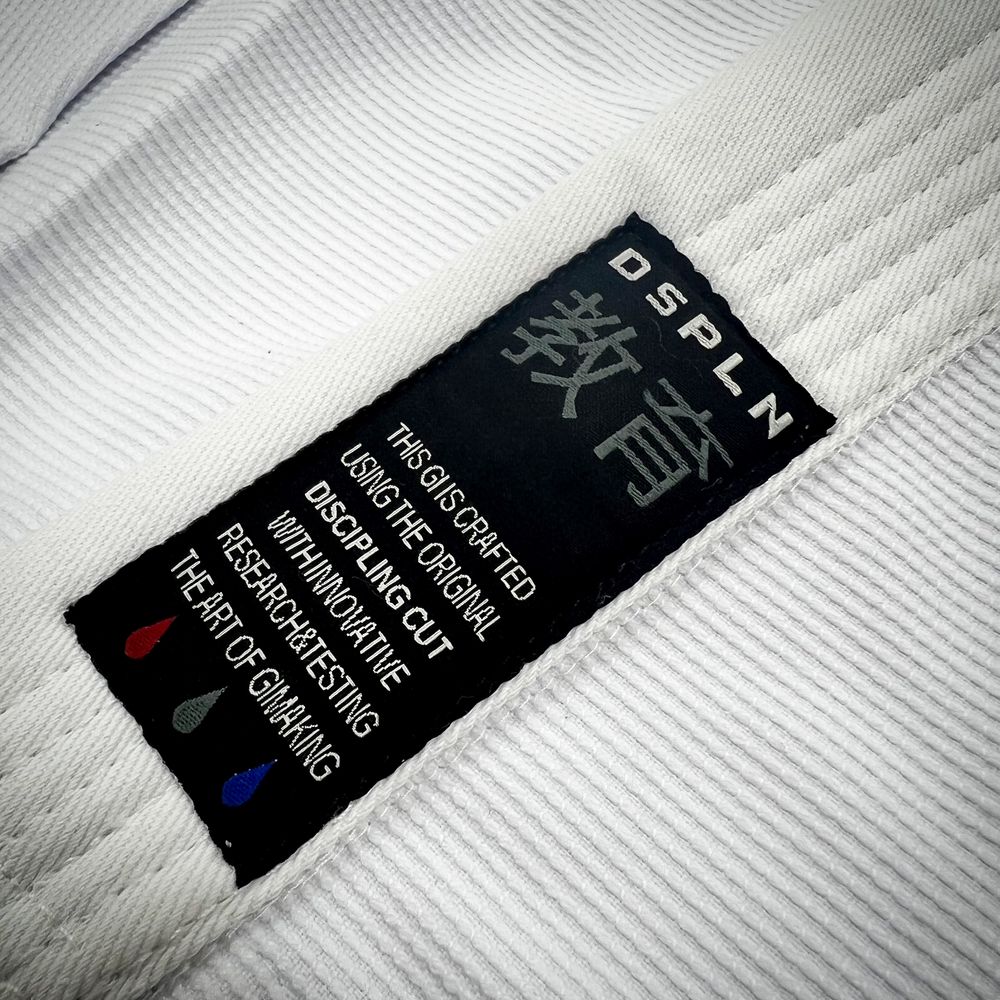 DSPLN
教育
THIS GI IS CRAFTED
USING THE ORIGINAL
DISCIPLING CUT
WITH INNOVATIVE
RESEARCH&TESTING
THE ART OF GIMAKING